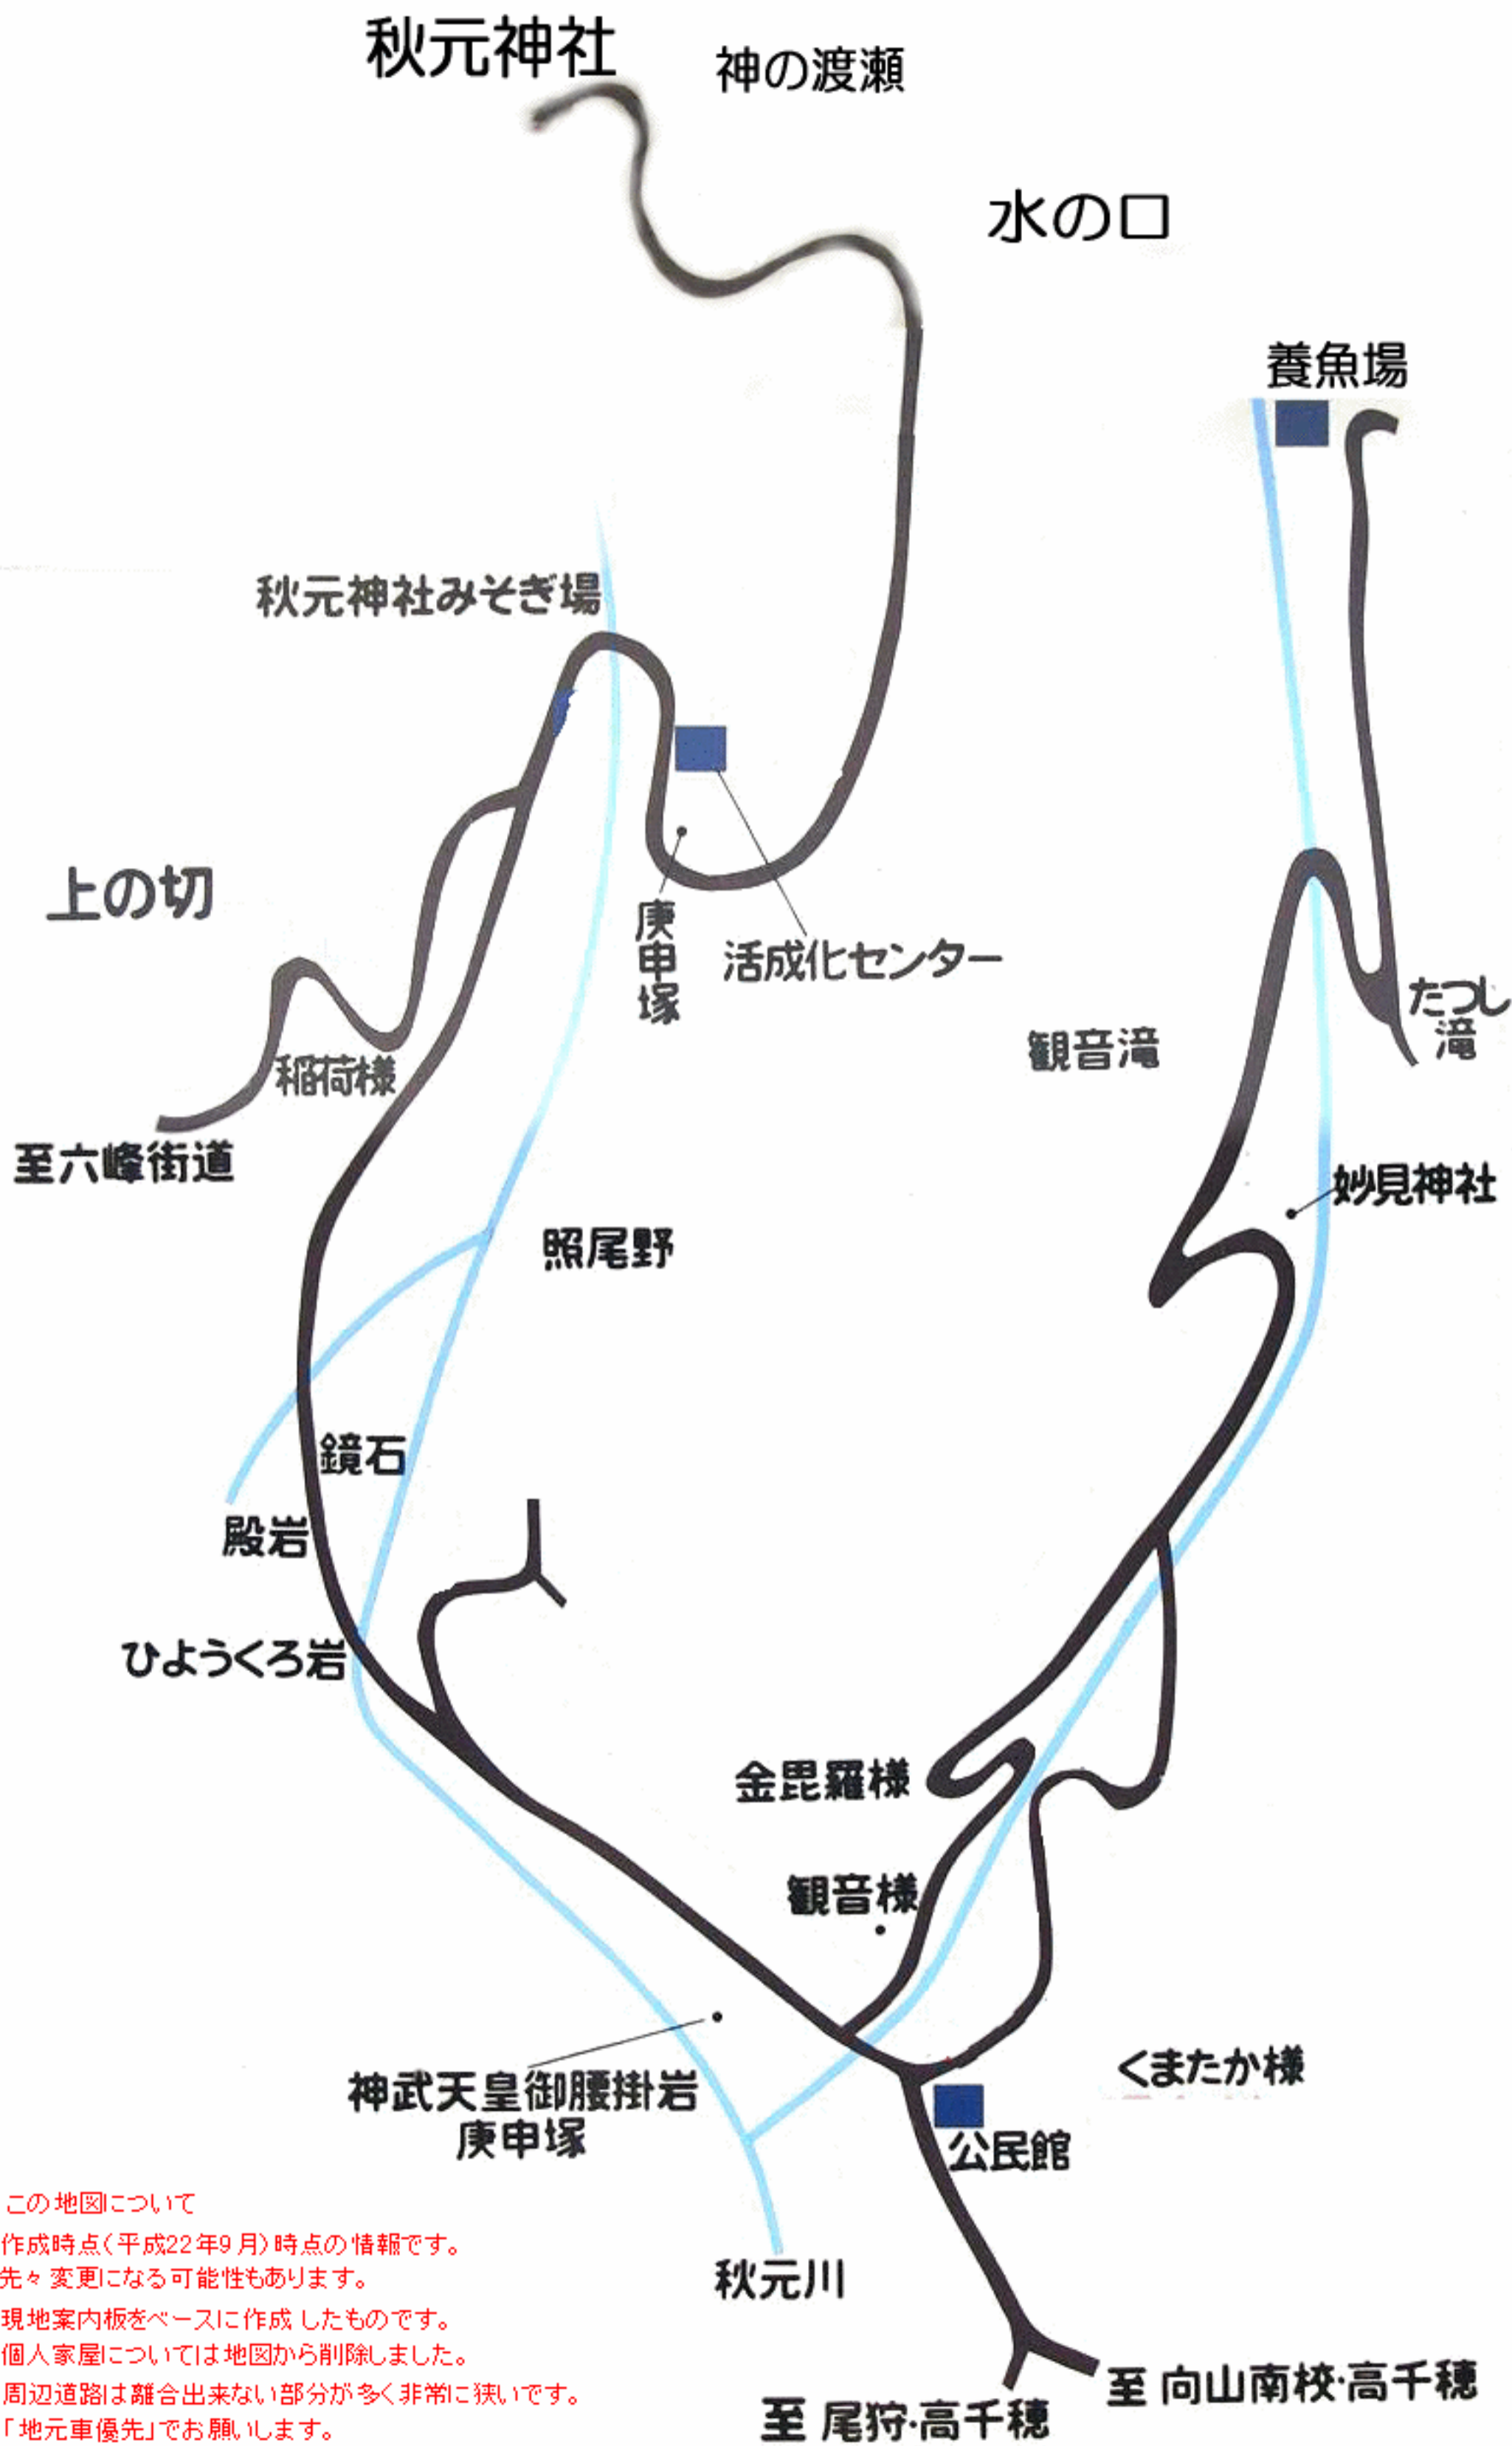 秋元神社
神の渡瀬
水の口
養魚場
秋元神社みそぎ場
上の切
庚申塚
活成化センター
たつし
滝
観音滝
稲荷様
至六峰街道
妙見神社
照尾野
鏡石
殿岩
ひようくろ岩
金毘羅様
観音様
くまたか様
神武天皇御腰掛岩
庚申塚
公民館
この地図について
作成時点(平成22年9月)時点の情報です。
先々変更になる可能性もあります。
現地案内板をベースに作成したものです。
個人家屋については地図から削除しました。
周辺道路は離合出来ない部分が多く非常に狭いです。
「地元車優先」でお願いします。
秋元川
至 向山南校・高千穂
至 尾狩・高千穂